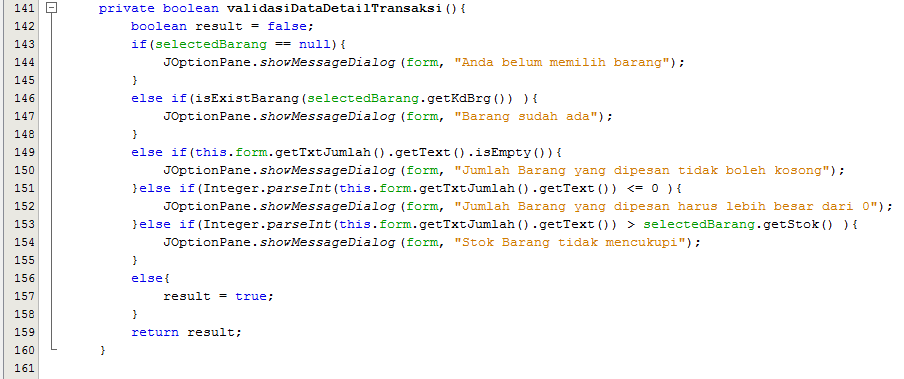 141 private boolean validasiDataDetailTransaksi(){
142 boolean result = false;
143 if(selectedBarang == null){
144 JOptionPane.showMessageDialog(form, "Anda belum memilih barang");
145 }
146 else if(isExistBarang(selectedBarang.getKdBrg()) ){
147 JOptionPane.showMessageDialog(form, "Barang sudah ada");
148 }
149 else if(this.form.getTxtJumlah().getText().isEmpty()){
150 JOptionPane.showMessageDialog(form, "Jumlah Barang yang dipesan tidak boleh kosong");
151 }else if(Integer.parseInt(this.form.getTxtJumlah().getText()) <= 0 ){
152 JOptionPane.showMessageDialog(form, "Jumlah Barang yang dipesan harus lebih besar dari 0");
153 }else if(Integer.parseInt(this.form.getTxtJumlah().getText()) > selectedBarang.getStok() ){
154 JOptionPane.showMessageDialog(form, "Stok Barang tidak mencukupi");
155 }
156 else{
157 result = true;
158 }
159 return result;
160 }
161